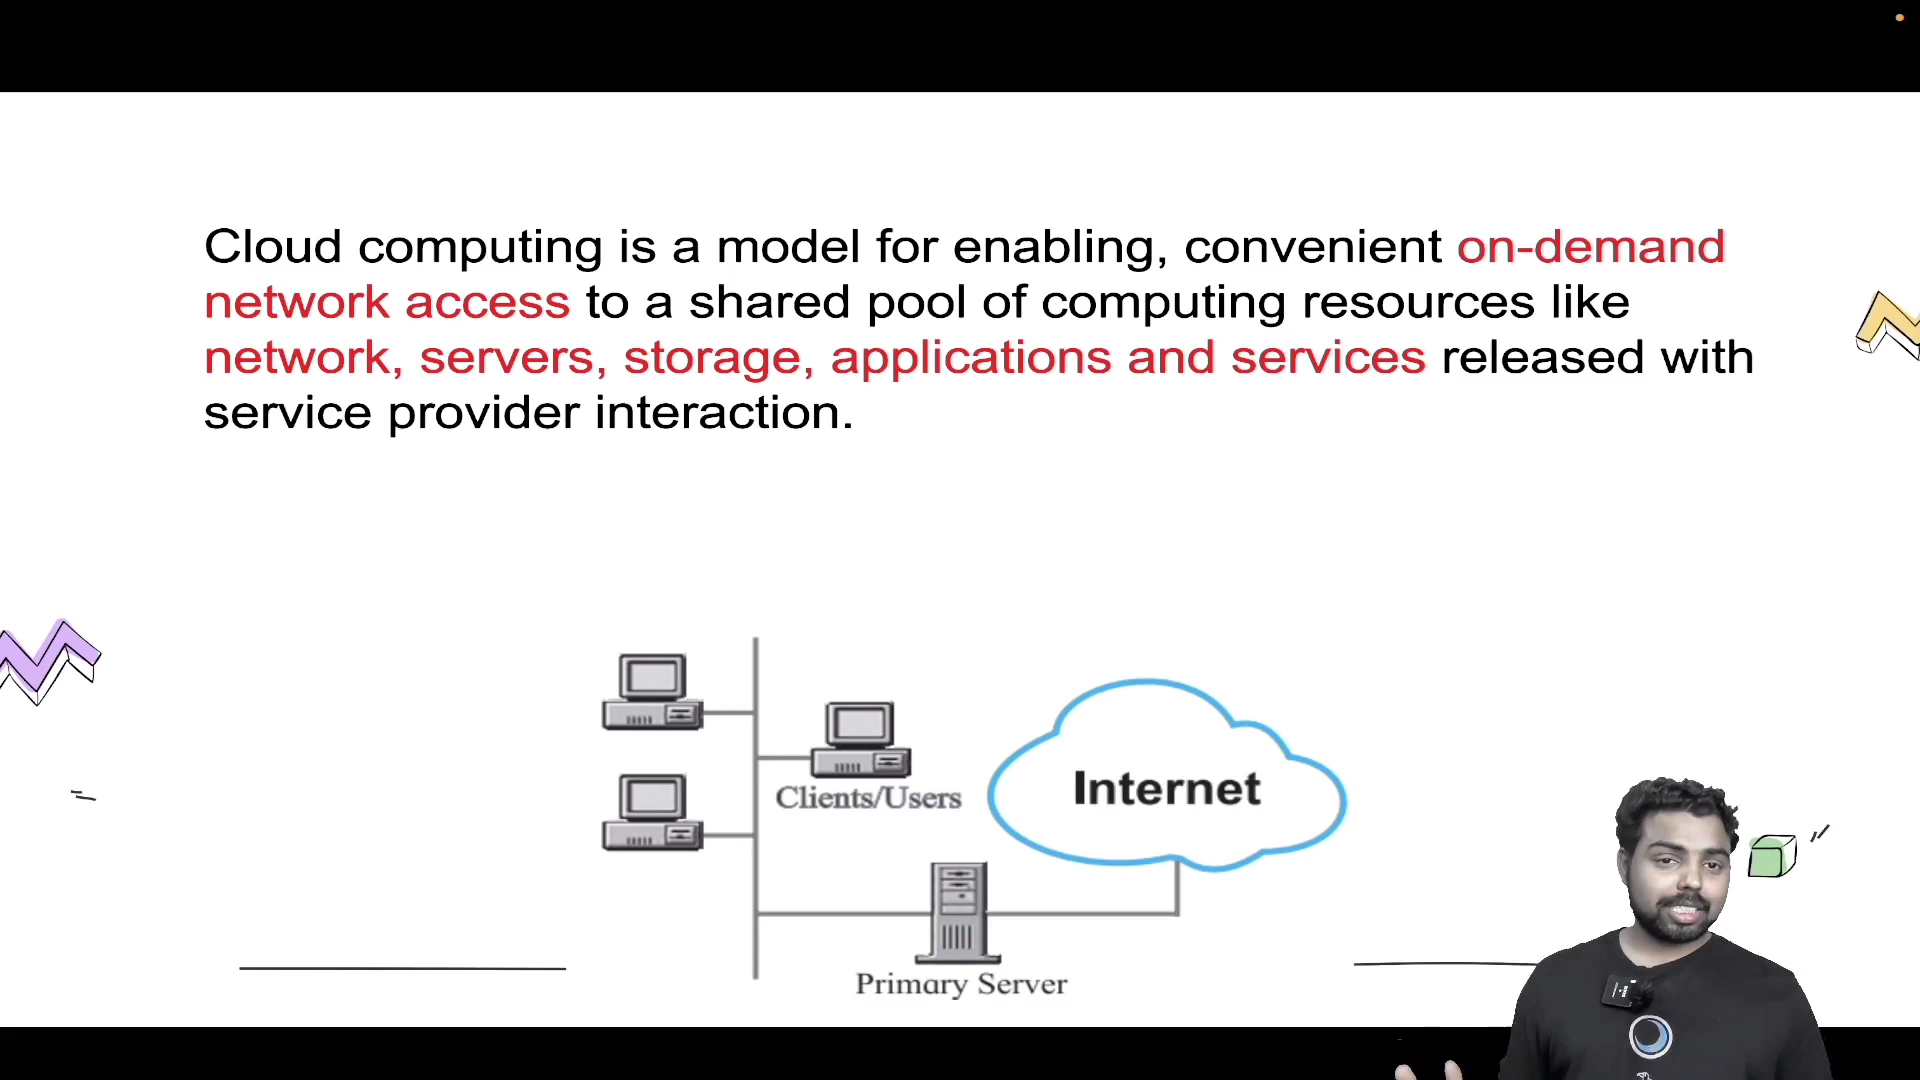 Cloud computing is a model for enabling, convenient on-demand
network access to a shared pool of computing resources like
network, servers, storage, applications and services released with
service provider interaction.
Clients/Users
Internet
Primary Server